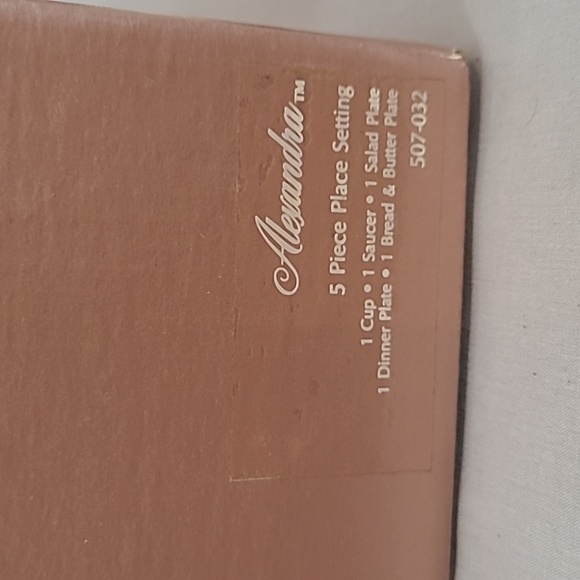 Alexandra™
5 Piece Place Setting
1 Cup • 1 Saucer • 1 Salad Plate
1 Dinner Plate • 1 Bread & Butter Plate
507-032